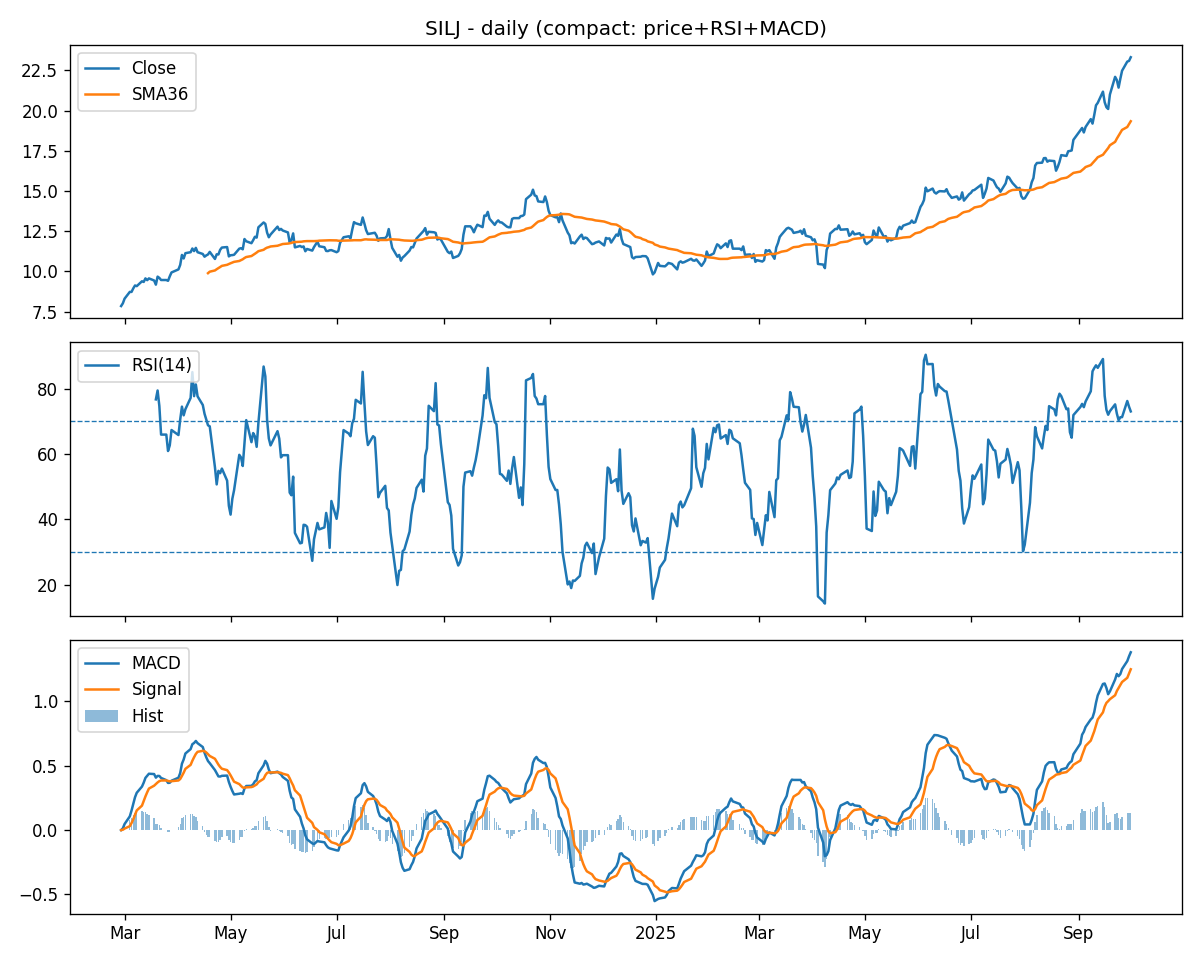 SILJ - daily (compact: price+RSI+MACD)
Close
SMA36
22.5
20.0
17.5
15.0
12.5
10.0
7.5
RSI(14)
80
60
40
20
MACD
Signal
Hist
1.0
0.5
0.0
−0.5
Mar May Jul Sep Nov 2025 Mar May Jul Sep